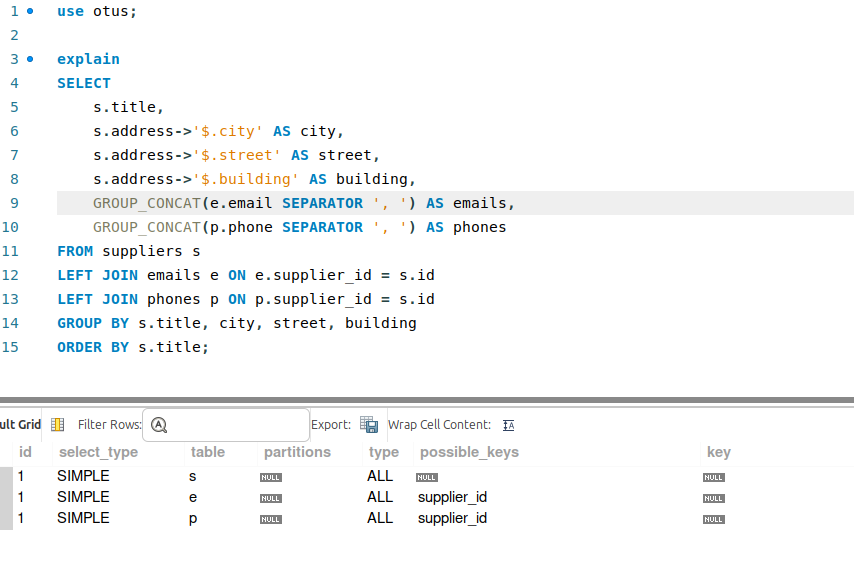 1 use otus;
2
3 explain
4 SELECT
5 s.title,
6 s.address->'$.city' AS city,
7 s.address->'$.street' AS street,
8 s.address->'$.building' AS building,
9 GROUP_CONCAT(e.email SEPARATOR ', ') AS emails,
10 GROUP_CONCAT(p.phone SEPARATOR ', ') AS phones
11 FROM suppliers s
12 LEFT JOIN emails e ON e.supplier_id = s.id
13 LEFT JOIN phones p ON p.supplier_id = s.id
14 GROUP BY s.title, city, street, building
15 ORDER BY s.title;
ult Grid Filter Rows: Export: Wrap Cell Content:
id select_type table partitions type possible_keys key
1 SIMPLE s NULL ALL NULL NULL
1 SIMPLE e NULL ALL supplier_id NULL
1 SIMPLE p NULL ALL supplier_id NULL